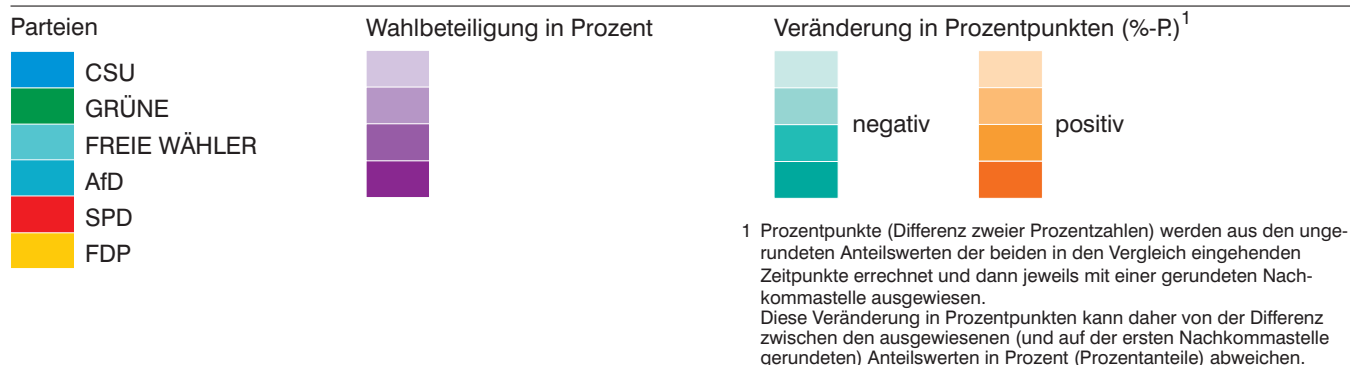 Parteien
CSU
GRÜNE
FREIE WÄHLER
AfD
SPD
FDP
Wahlbeteiligung in Prozent
Veränderung in Prozentpunkten (%-P.)1
negativ
positiv
1 Prozentpunkte (Differenz zweier Prozentzahlen) werden aus den unge-
rundeten Anteilswerten der beiden in den Vergleich eingehenden
Zeitpunkte errechnet und dann jeweils mit einer gerundeten Nach-
kommastelle ausgewiesen.
Diese Veränderung in Prozentpunkten kann daher von der Differenz
zwischen den ausgewiesenen (und auf der ersten Nachkommastelle
gerundeten) Anteilswerten in Prozent (Prozentanteile) abweichen.